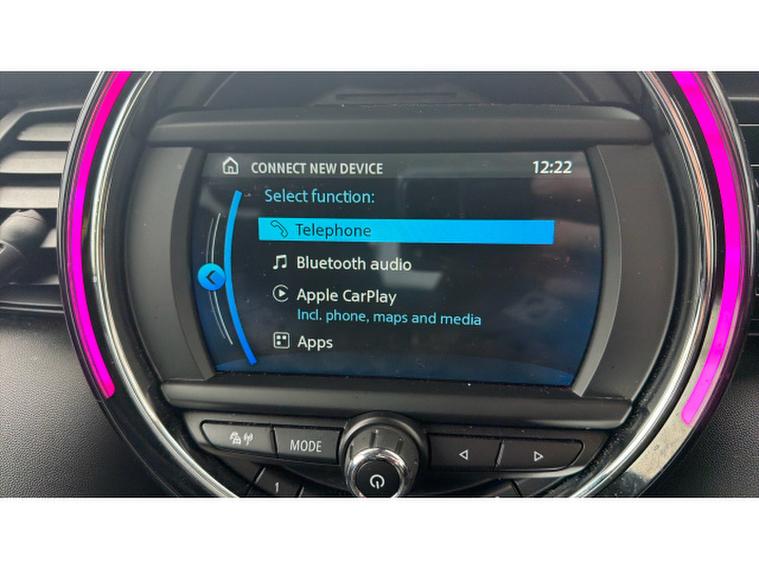 CONNECT NEW DEVICE 12:22
Select function:
Telephone
Bluetooth audio
Apple CarPlay
Incl. phone, maps and media
Apps
MODE
1